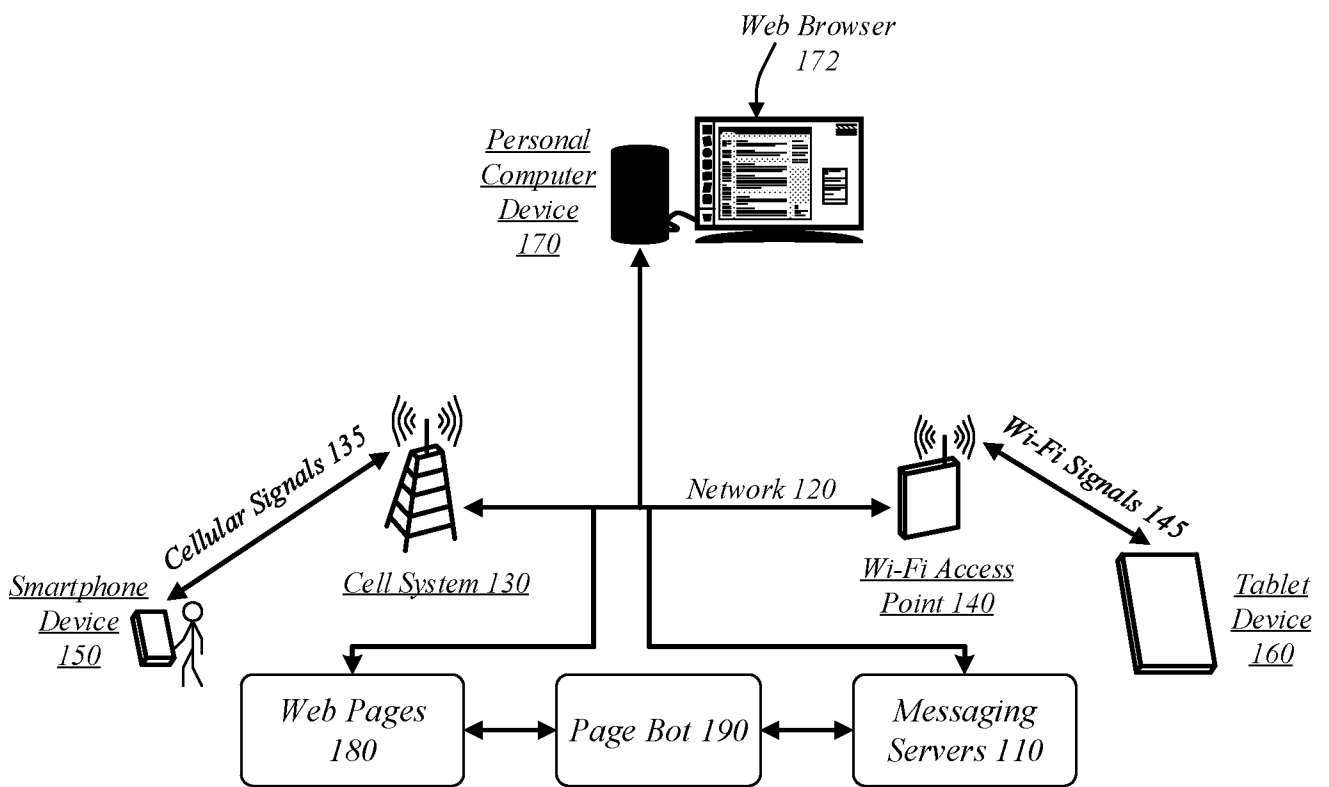 Web Browser
172
Personal
Computer
Device
170
Cellular Signals 135
Wi-Fi Signals 145
Network 120
Cell System 130
Wi-Fi Access
Point 140
Smartphone
Device
150
Tablet
Device
160
Web Pages
180
Page Bot 190
Messaging
Servers 110